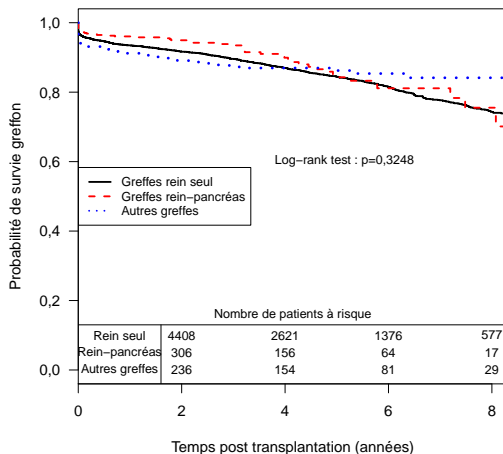 Probabilité de survie greffon
1,0
0,8
0,6
0,4
0,2
0,0
Log−rank test : p=0,3248
Greffes rein seul
Greffes rein−pancréas
Autres greffes
Nombre de patients à risque
Rein seul 4408 2621 1376 577
Rein−pancréas 306 156 64 17
Autres greffes 236 154 81 29
0 2 4 6 8
Temps post transplantation (années)